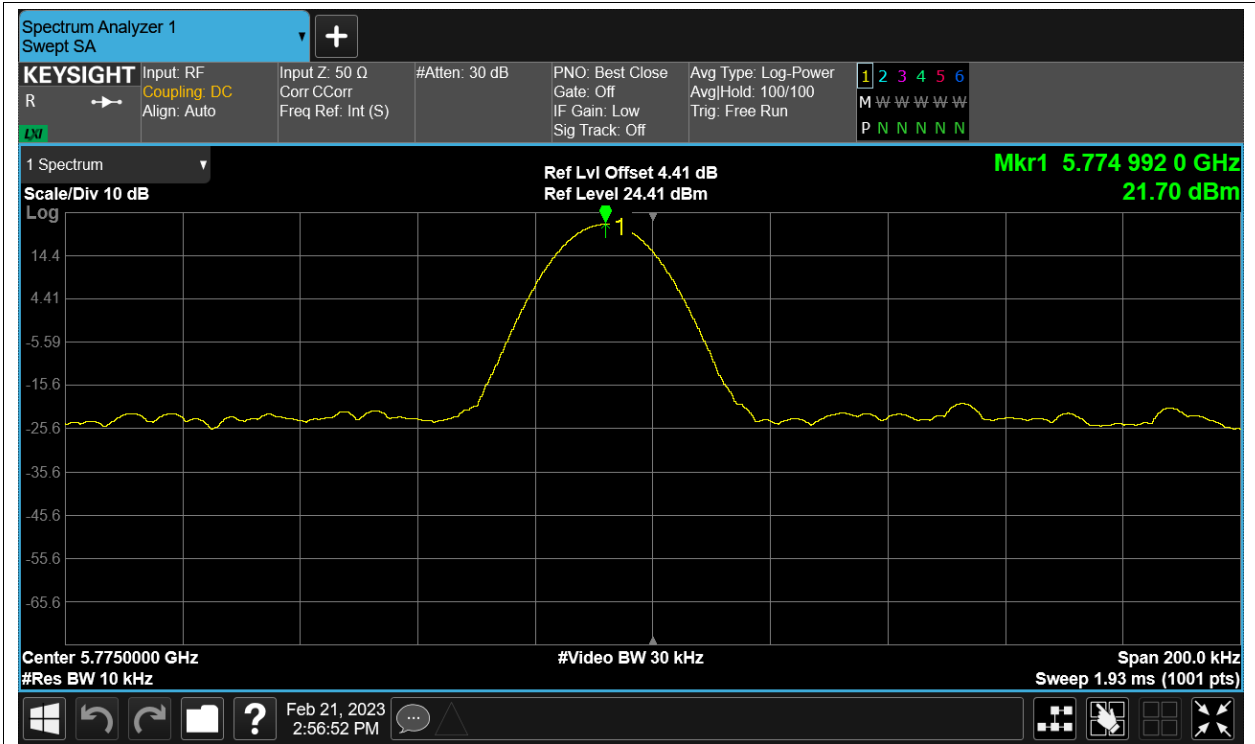 Spectrum Analyzer 1
Swept SA
+
KEYSIGHT
R
LXI
Input: RF
Coupling: DC
Align: Auto
Input Z: 50 Ω
Corr CCorr
Freq Ref: Int (S)
#Atten: 30 dB
PNO: Best Close
Gate: Off
IF Gain: Low
Sig Track: Off
Avg Type: Log-Power
Avg|Hold: 100/100
Trig: Free Run
1 2 3 4 5 6
M W W W W W
P N N N N N
1 Spectrum
Scale/Div 10 dB
Log
Ref Lvl Offset 4.41 dB
Ref Level 24.41 dBm
Mkr1 5.774 992 0 GHz
21.70 dBm
1
14.4
4.41
-5.59
-15.6
-25.6
-35.6
-45.6
-55.6
-65.6
Center 5.7750000 GHz
#Video BW 30 kHz
Span 200.0 kHz
#Res BW 10 kHz
Sweep 1.93 ms (1001 pts)
?
Feb 21, 2023
2:56:52 PM